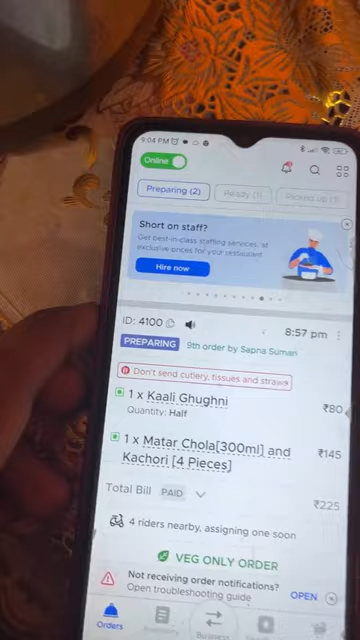 9:04 PM
Online
Preparing (2)
Ready (1)
Picked up (1)
Short on staff?
Get best-in-class staffing services, at
exclusive prices for your restaurant
Hire now
ID: 4100
8:57 pm
PREPARING
9th order by Sapna Suman
Don't send cutlery, tissues and straws
1 x Kaali Ghughni
₹80
Quantity: Half
1 x Matar Chola[300ml] and
₹145
Kachori [4 Pieces]
Total Bill PAID
₹225
4 riders nearby, assigning one soon
VEG ONLY ORDER
Not receiving order notifications?
Open troubleshooting guide
OPEN
Orders
Business